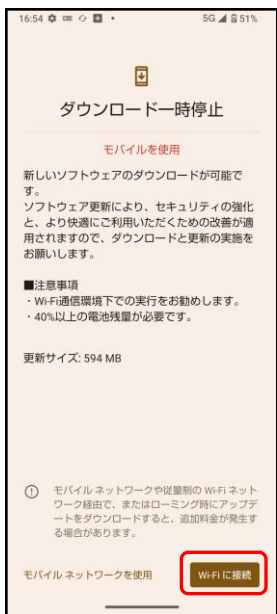 16:54 5G 51%
ダウンロード一時停止
モバイルを使用
新しいソフトウェアのダウンロードが可能で
す。
ソフトウェア更新により、セキュリティの強化
と、より快適にご利用いただくための改善が適
用されますので、ダウンロードと更新の実施を
お願いします。
■注意事項
・Wi-Fi通信環境下での実行をお勧めします。
・40%以上の電池残量が必要です。
更新サイズ: 594 MB
モバイル ネットワークや従量制の Wi-Fi ネット
ワーク経由で、またはローミング時にアップデ
ートをダウンロードすると、追加料金が発生す
る場合があります。
モバイル ネットワークを使用 Wi-Fi に接続